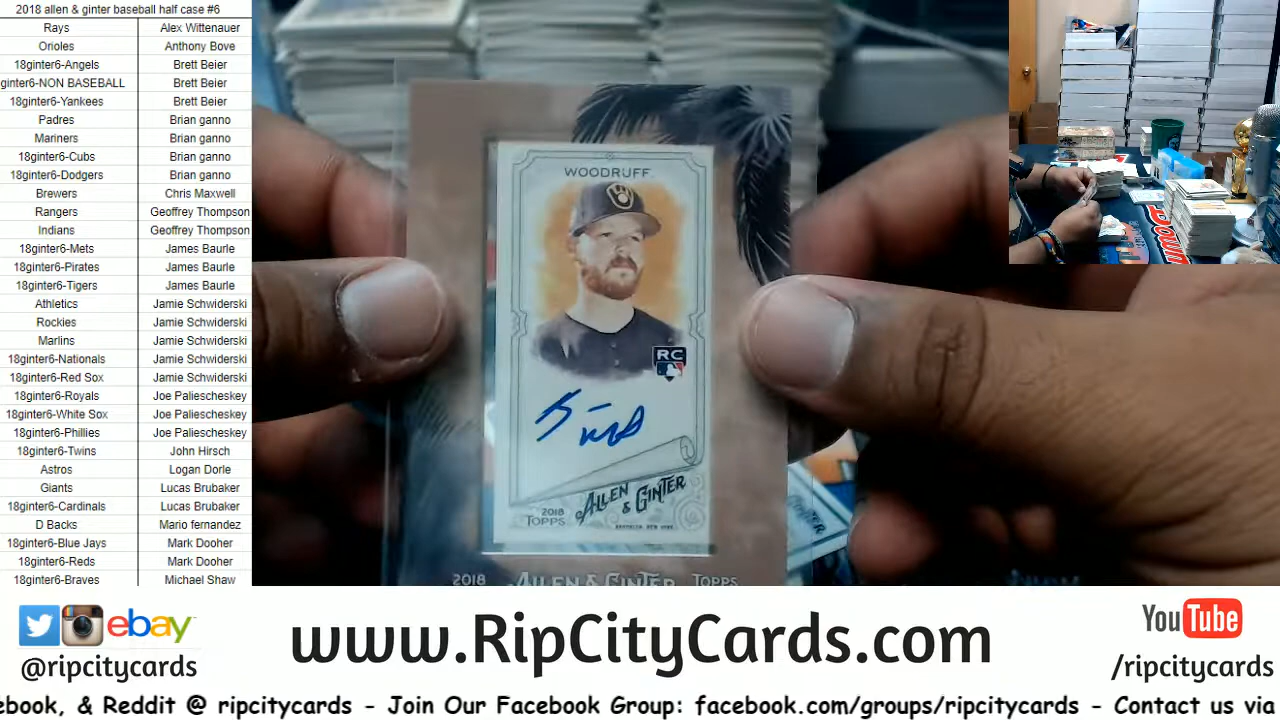 2018 allen & ginter baseball half case #6
Rays Alex Wittenauer
Orioles Anthony Bove
18ginter6-Angels Brett Beier
ginter6-NON BASEBALL Brett Beier
18ginter6-Yankees Brett Beier
Padres Brian ganno
Mariners Brian ganno
18ginter6-Cubs Brian ganno
18ginter6-Dodgers Brian ganno
Brewers Chris Maxwell
Rangers Geoffrey Thompson
Indians Geoffrey Thompson
18ginter6-Mets James Baurle
18ginter6-Pirates James Baurle
18ginter6-Tigers James Baurle
Athletics Jamie Schwiderski
Rockies Jamie Schwiderski
Marlins Jamie Schwiderski
18ginter6-Nationals Jamie Schwiderski
18ginter6-Red Sox Jamie Schwiderski
18ginter6-Royals Joe Paliescheskey
18ginter6-White Sox Joe Paliescheskey
18ginter6-Phillies Joe Paliescheskey
18ginter6-Twins John Hirsch
Astros Logan Dorle
Giants Lucas Brubaker
18ginter6-Cardinals Lucas Brubaker
D Backs Mario fernandez
18ginter6-Blue Jays Mark Dooher
18ginter6-Reds Mark Dooher
18ginter6-Braves Michael Shaw
WOODRUFF
RC
2018 TOPPS ALLEN & GINTER
BROOKLYN, NEW YORK
2018 ALLEN & GINTER TOPPS
GINTER
ebay
@ripcitycards
www.RipCityCards.com
YouTube
/ripcitycards
ebook, & Reddit @ ripcitycards - Join Our Facebook Group: facebook.com/groups/ripcitycards - Contact us via